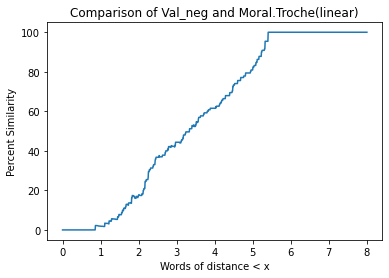 Comparison of Val_neg and Moral.Troche(linear)
100
80
60
40
20
0
Percent Similarity
0 1 2 3 4 5 6 7 8
Words of distance < x